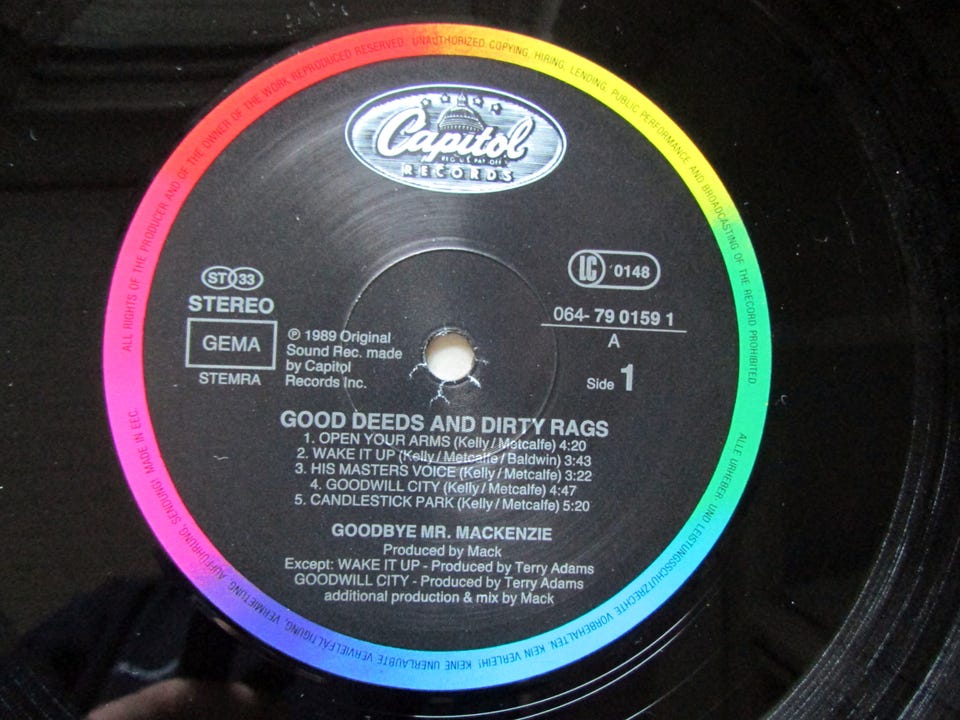 ALL RIGHTS OF THE PRODUCER AND OF THE OWNER OF THE WORK REPRODUCED RESERVED. UNAUTHORIZED COPYING, HIRING, LENDING, PUBLIC PERFORMANCE AND BROADCASTING OF THE RECORD PROHIBITED.
Capitol
REG. U.S. PAT. OFF.
RECORDS
ST 33
STEREO
GEMA
STEMRA
℗ 1989 Original
Sound Rec. made
by Capitol
Records Inc.
LC 0148
064- 79 0159 1
A
Side 1
GOOD DEEDS AND DIRTY RAGS
1. OPEN YOUR ARMS (Kelly / Metcalfe) 4:20
2. WAKE IT UP (Kelly / Metcalfe / Baldwin) 3:43
3. HIS MASTERS VOICE (Kelly / Metcalfe) 3:22
4. GOODWILL CITY (Kelly / Metcalfe) 4:47
5. CANDLESTICK PARK (Kelly / Metcalfe) 5:20
GOODBYE MR. MACKENZIE
Produced by Mack
Except: WAKE IT UP - Produced by Terry Adams
GOODWILL CITY - Produced by Terry Adams
additional production & mix by Mack
ALLE URHEBER- UND LEISTUNGSSCHUTZRECHTE VORBEHALTEN. KEIN VERLEIH! KEINE UNERLAUBTE VERVIELFÄLTIGUNG, VERMIETUNG, AUFFÜHRUNG, SENDUNG! MADE IN EEC.